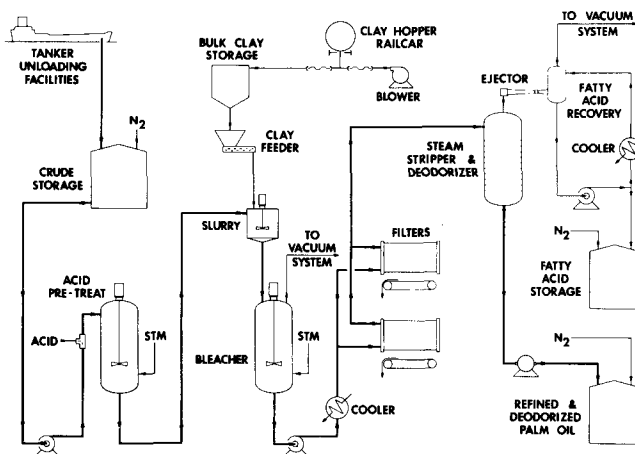 TANKER
UNLOADING
FACILITIES
N2
CRUDE
STORAGE
BULK CLAY
STORAGE
CLAY HOPPER
RAILCAR
BLOWER
CLAY
FEEDER
SLURRY
TO
VACUUM
SYSTEM
ACID
PRE-TREAT
ACID
STM
BLEACHER
STM
COOLER
FILTERS
STEAM
STRIPPER &
DEODORIZER
EJECTOR
TO VACUUM
SYSTEM
FATTY
ACID
RECOVERY
COOLER
N2
FATTY
ACID
STORAGE
N2
REFINED &
DEODORIZED
PALM OIL